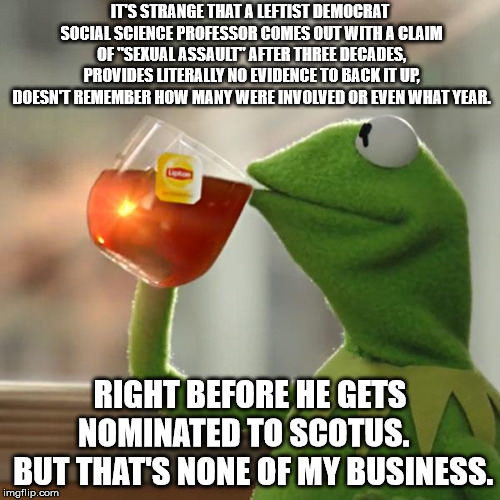 IT'S STRANGE THAT A LEFTIST DEMOCRAT
SOCIAL SCIENCE PROFESSOR COMES OUT WITH A CLAIM
OF "SEXUAL ASSAULT" AFTER THREE DECADES,
PROVIDES LITERALLY NO EVIDENCE TO BACK IT UP,
DOESN'T REMEMBER HOW MANY WERE INVOLVED OR EVEN WHAT YEAR.
Lipton
RIGHT BEFORE HE GETS
NOMINATED TO SCOTUS.
BUT THAT'S NONE OF MY BUSINESS.
imgflip.com